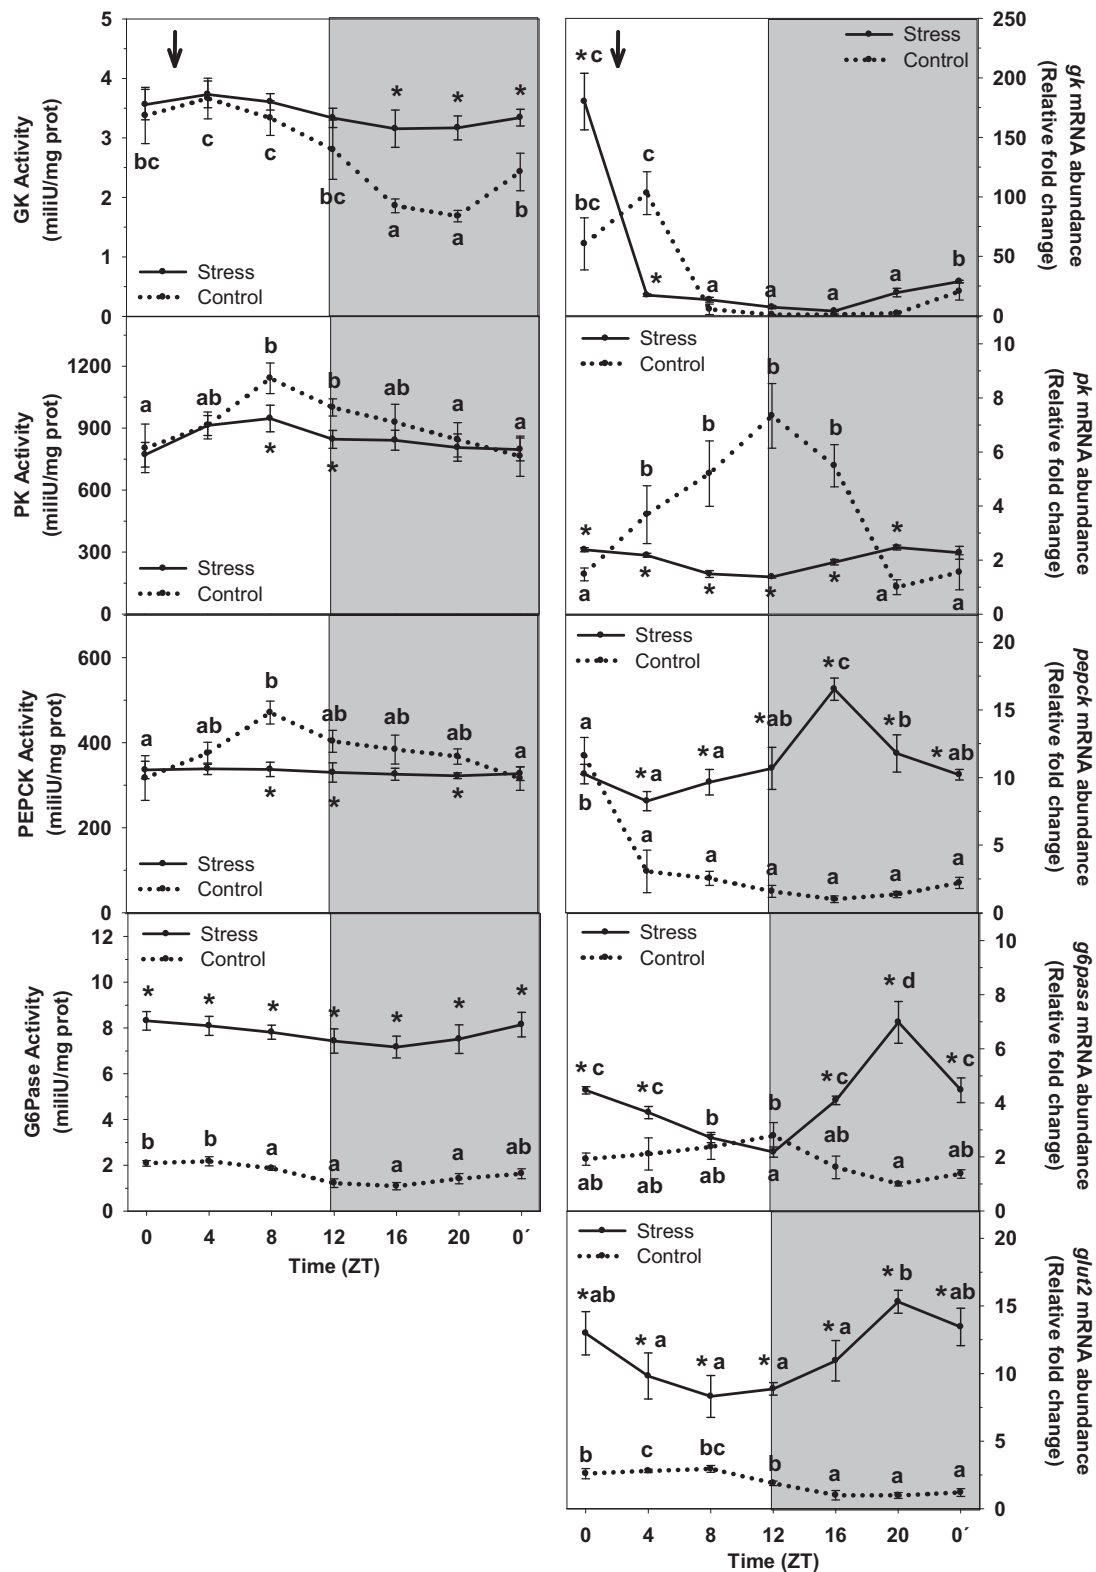 GK Activity
(miliU/mg prot)
5
4
3
2
1
0
bc
c
c
bc
*
a
*
a
*
b
Stress
Control
gk mRNA abundance
(Relative fold change)
250
200
150
100
50
0
Stress
Control
* c
bc
c
*
a
a
a
a
b
PK Activity
(miliU/mg prot)
1200
900
600
300
0
a
ab
b
*
b
*
ab
a
a
Stress
Control
pk mRNA abundance
(Relative fold change)
10
8
6
4
2
0
Stress
Control
*
a
b
*
b
*
b
*
b
*
*
a
a
PEPCK Activity
(miliU/mg prot)
600
400
200
0
a
ab
b
*
ab
*
ab
ab
*
a
Stress
Control
pepck mRNA abundance
(Relative fold change)
20
15
10
5
0
Stress
Control
a
b
* a
a
* a
a
*ab
a
* c
a
* b
a
* ab
a
G6Pase Activity
(miliU/mg prot)
12
10
8
6
4
2
0
Stress
Control
*
*
*
*
*
*
*
b
b
a
a
a
a
ab
0
4
8
12
16
20
0´
Time (ZT)
g6pasa mRNA abundance
(Relative fold change)
10
8
6
4
2
0
Stress
Control
* c
ab
* c
ab
b
ab
b
a
* c
ab
* d
a
* c
ab
glut2 mRNA abundance
(Relative fold change)
20
15
10
5
0
Stress
Control
*ab
* a
* a
* a
* a
* b
* ab
b
c
bc
b
a
a
a
0
4
8
12
16
20
0´
Time (ZT)